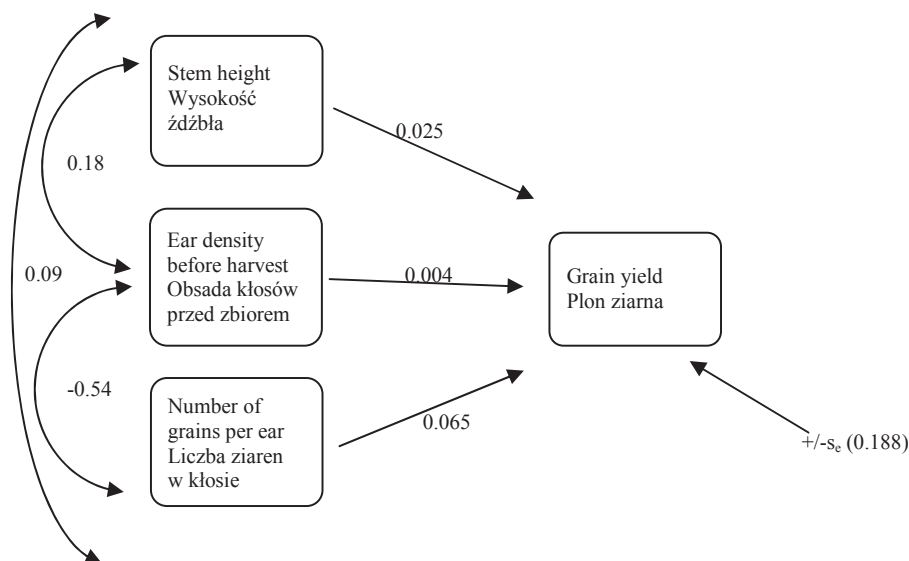 Stem height
Wysokość
źdźbła
0.025
0.18
Ear density
before harvest
Obsada kłosów
przed zbiorem
0.09
0.004
Grain yield
Plon ziarna
-0.54
Number of
grains per ear
Liczba ziaren
w kłosie
0.065
+/-sₑ (0.188)